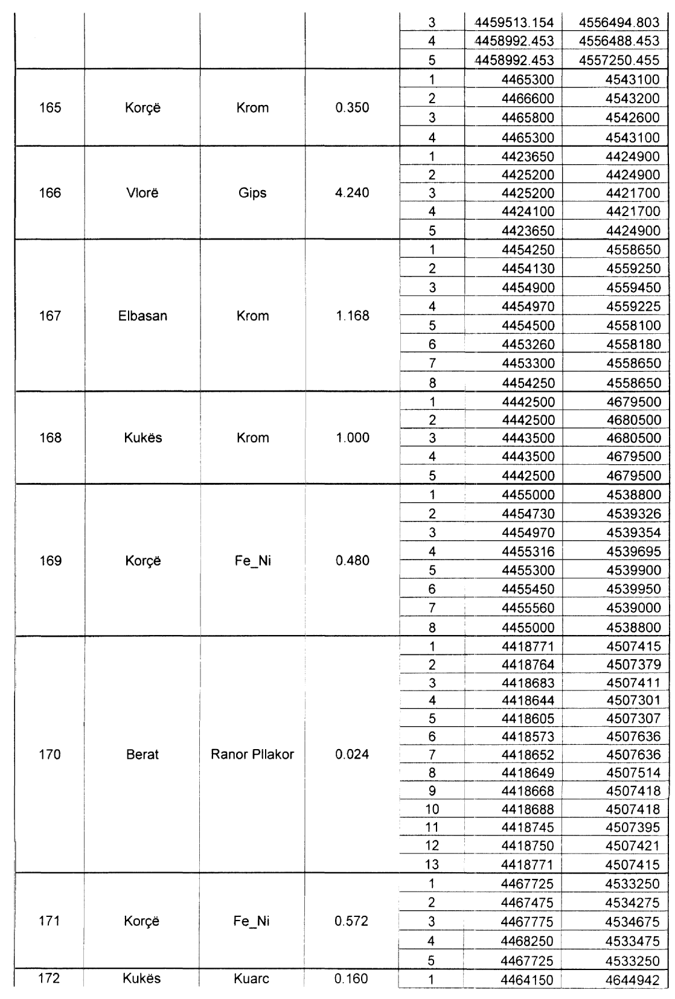 3 4459513.154 4556494.803
4 4458992.453 4556488.453
5 4458992.453 4557250.455
1 4465300 4543100
2 4466600 4543200
165 Korçë Krom 0.350
3 4465800 4542600
4 4465300 4543100
1 4423650 4424900
2 4425200 4424900
166 Vlorë Gips 4.240 3 4425200 4421700
4 4424100 4421700
5 4423650 4424900
1 4454250 4558650
2 4454130 4559250
3 4454900 4559450
4 4454970 4559225
167 Elbasan Krom 1.168
5 4454500 4558100
6 4453260 4558180
7 4453300 4558650
8 4454250 4558650
1 4442500 4679500
2 4442500 4680500
168 Kukës Krom 1.000 3 4443500 4680500
4 4443500 4679500
5 4442500 4679500
1 4455000 4538800
2 4454730 4539326
3 4454970 4539354
4 4455316 4539695
169 Korçë Fe_Ni 0.480
5 4455300 4539900
6 4455450 4539950
7 4455560 4539000
8 4455000 4538800
1 4418771 4507415
2 4418764 4507379
3 4418683 4507411
4 4418644 4507301
5 4418605 4507307
6 4418573 4507636
170 Berat Ranor Pllakor 0.024 7 4418652 4507636
8 4418649 4507514
9 4418668 4507418
10 4418688 4507418
11 4418745 4507395
12 4418750 4507421
13 4418771 4507415
1 4467725 4533250
2 4467475 4534275
171 Korçë Fe_Ni 0.572 3 4467775 4534675
4 4468250 4533475
5 4467725 4533250
172 Kukës Kuarc 0.160 1 4464150 4644942